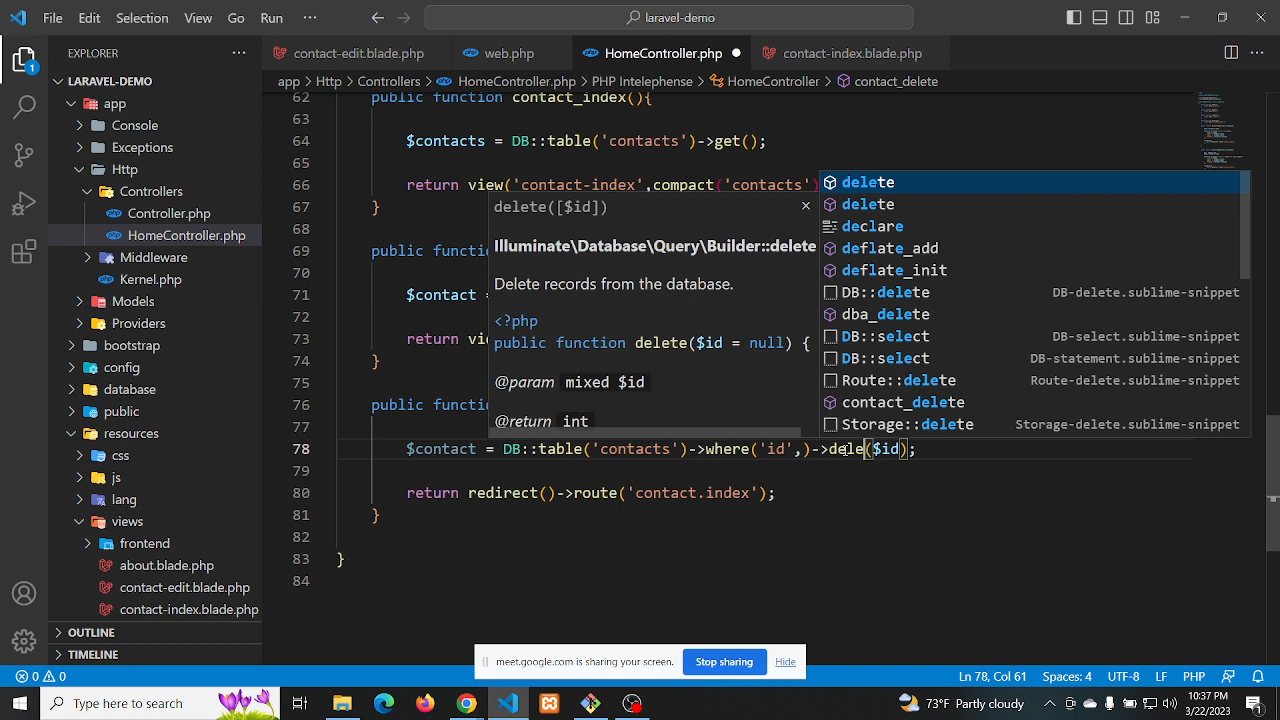 File Edit Selection View Go Run ··· laravel-demo
EXPLORER ···
contact-edit.blade.php web.php HomeController.php contact-index.blade.php
app > Http > Controllers > HomeController.php > PHP Intelephense > HomeController > contact_delete
LARAVEL-DEMO
app
Console
Exceptions
Http
Controllers
Controller.php
HomeController.php
Middleware
Kernel.php
Models
Providers
bootstrap
config
database
public
resources
css
js
lang
views
frontend
about.blade.php
contact-edit.blade.php
contact-index.blade.php
OUTLINE
TIMELINE
1
62 public function contact_index(){
63
64 $contacts = DB::table('contacts')->get();
65
66 return view('contact-index',compact('contacts')
67 }
68
69 public functi
70
71 $contact =
72
73 return vi
74 }
75
76 public functi
77
78 $contact = DB::table('contacts')->where('id',)->dele($id);
79
80 return redirect()->route('contact.index');
81 }
82
83 }
84
delete([$id])
Illuminate\Database\Query\Builder::delete
Delete records from the database.
<?php
public function delete($id = null) {
@param mixed $id
@return int
delete
delete
declare
deflate_add
deflate_init
DB::delete DB-delete.sublime-snippet
dba_delete
DB::select DB-select.sublime-snippet
DB::select DB-statement.sublime-snippet
Route::delete Route-delete.sublime-snippet
contact_delete
Storage::delete Storage-delete.sublime-snippet
meet.google.com is sharing your screen. Stop sharing Hide
0 0 Ln 78, Col 61 Spaces: 4 UTF-8 LF PHP
Type here to search 73°F Partly cloudy 10:37 PM
3/22/2023